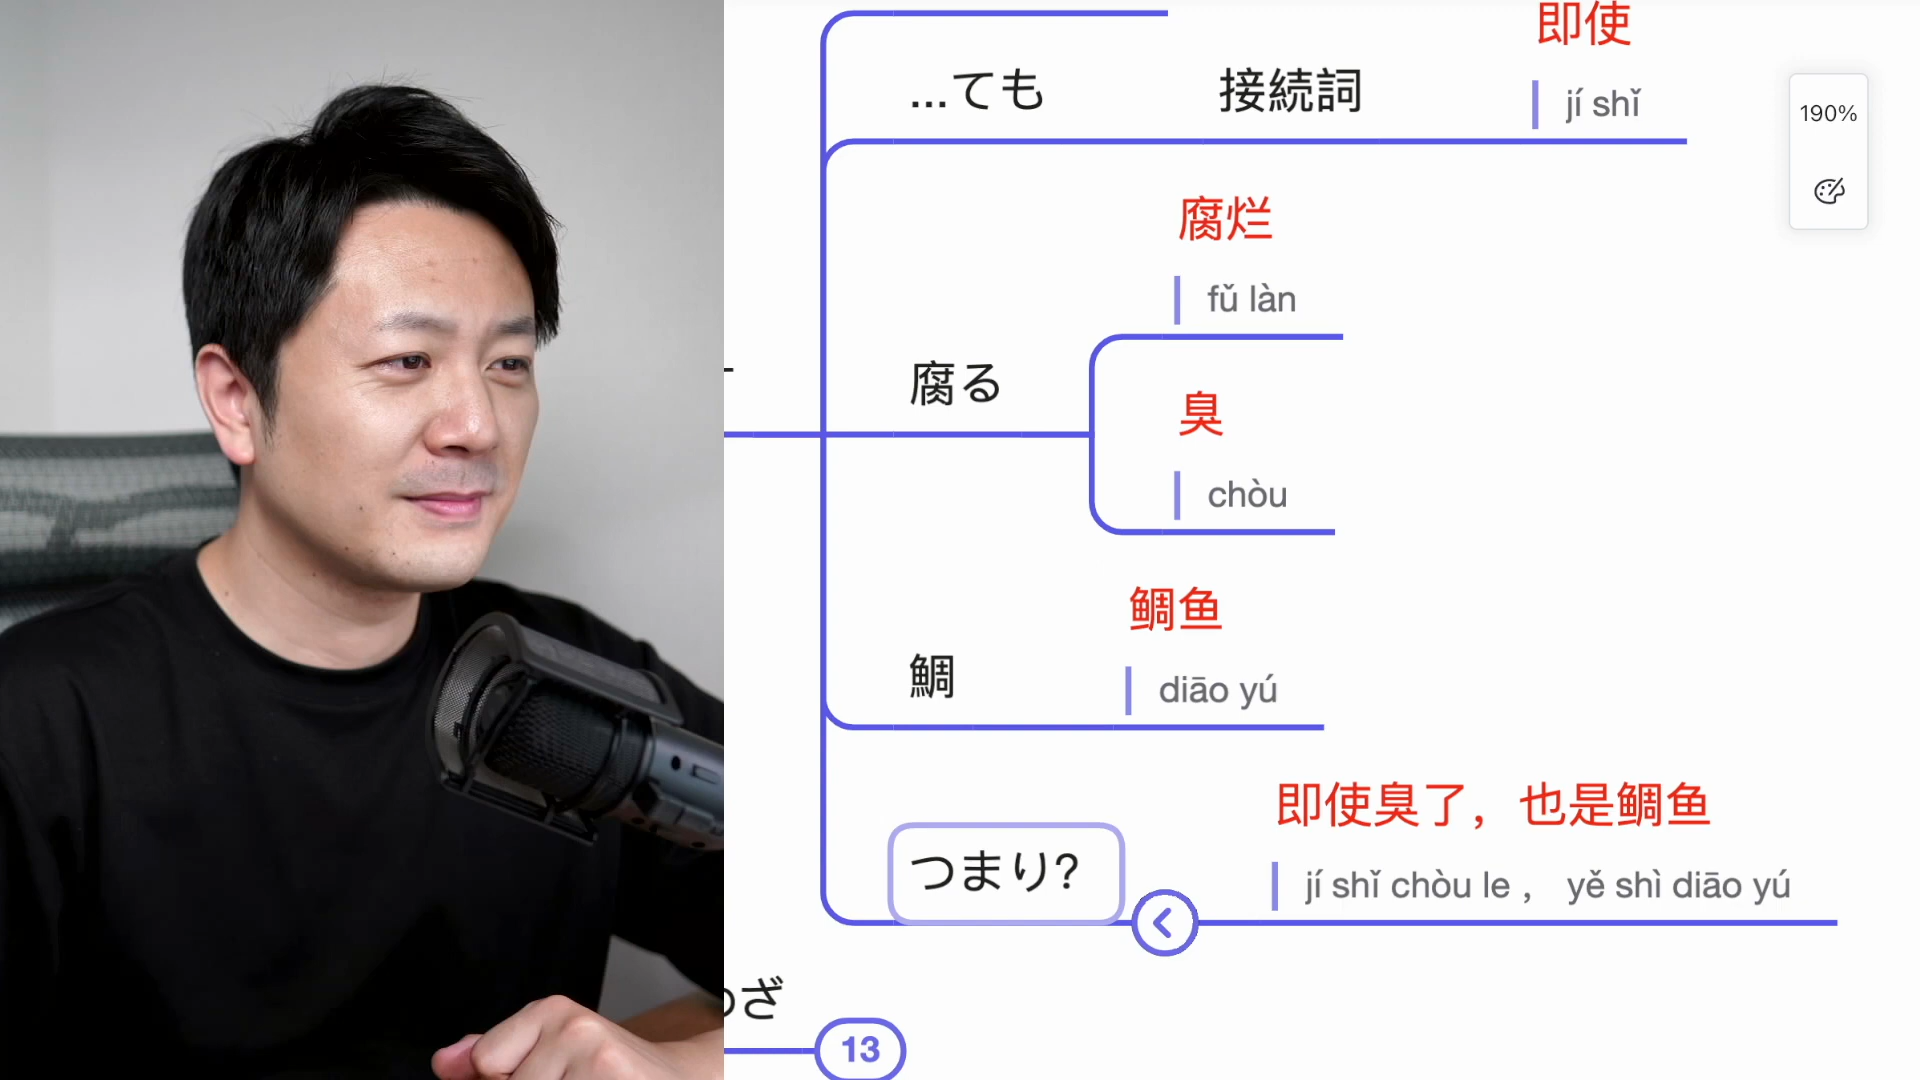 即使
...ても 接続詞
jí shǐ
190%
腐烂
fǔ làn
腐る
臭
chòu
鲷鱼
鯛
diāo yú
即使臭了，也是鲷鱼
つまり?
jí shǐ chòu le ， yě shì diāo yú
ざ
13